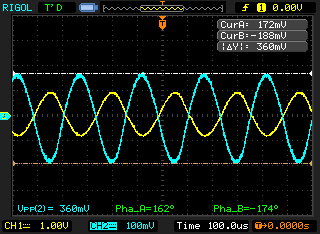 RIGOL T'D f 1 0.00V
T
CurA: 172mV
CurB:-188mV
|ΔY|: 360mV
Vpp(2)= 360mV Pha_A=162° Pha_B=-174°
CH1 1.00V CH2 100mV Time 100.0us T→0.0000s